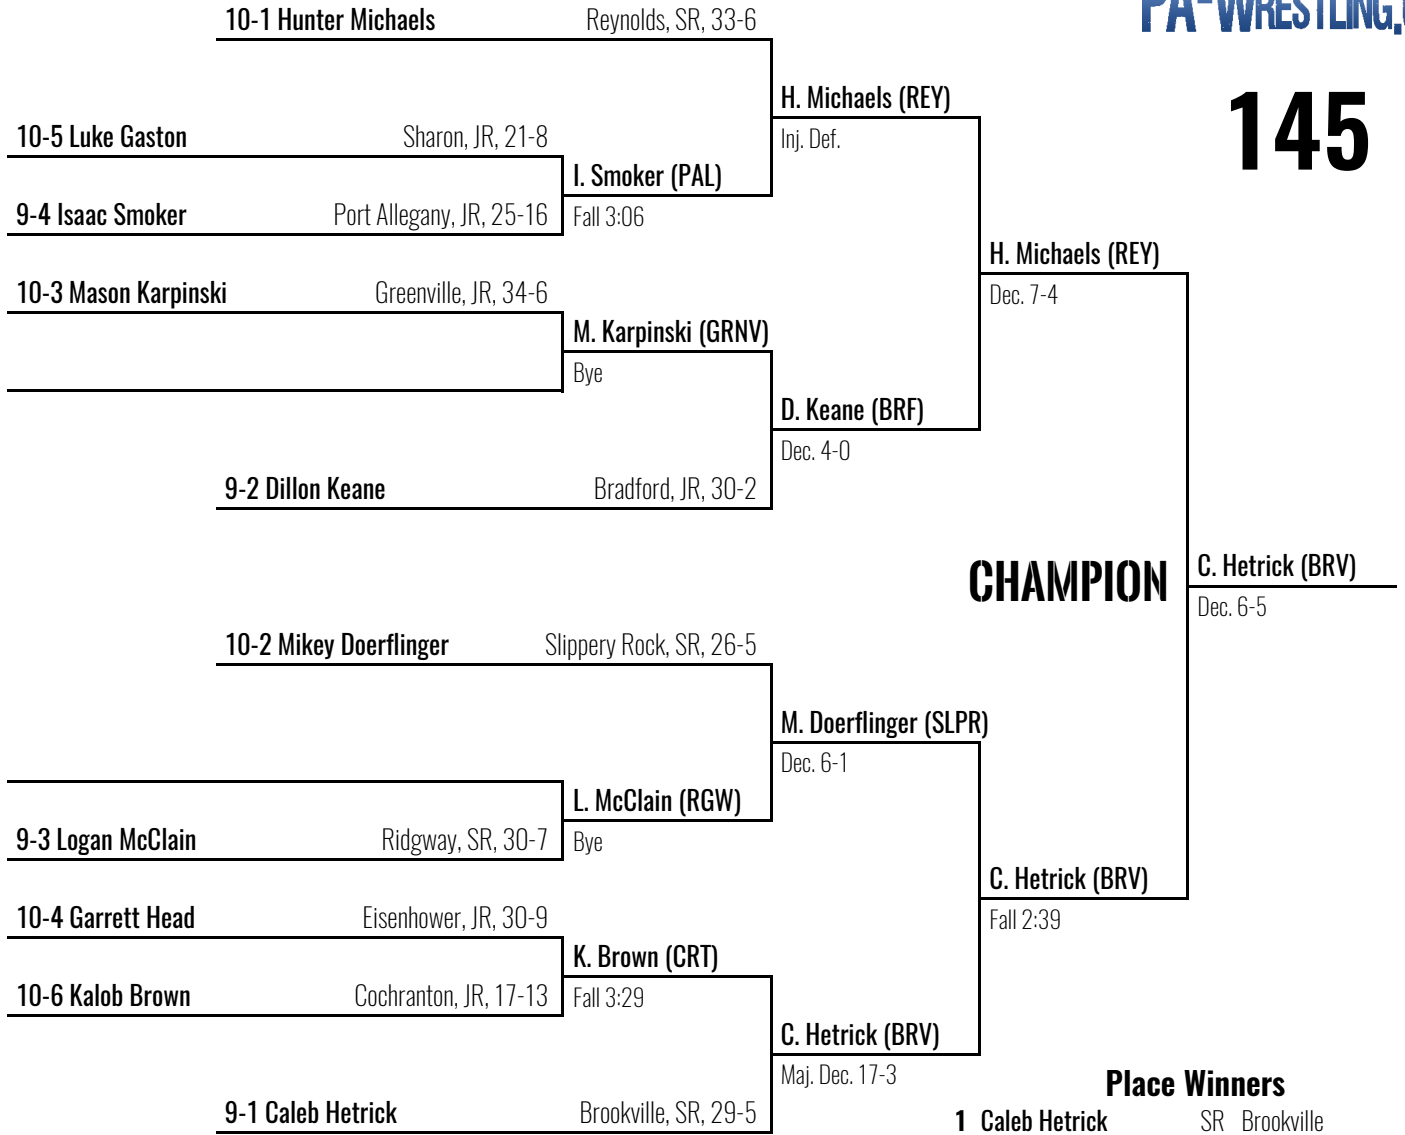 10-1 Hunter Michaels Reynolds, SR, 33-6
PA-WRESTLING.
145
H. Michaels (REY)
Inj. Def.
10-5 Luke Gaston Sharon, JR, 21-8
I. Smoker (PAL)
Fall 3:06
9-4 Isaac Smoker Port Allegany, JR, 25-16
H. Michaels (REY)
Dec. 7-4
10-3 Mason Karpinski Greenville, JR, 34-6
M. Karpinski (GRNV)
Bye
D. Keane (BRF)
Dec. 4-0
9-2 Dillon Keane Bradford, JR, 30-2
CHAMPION
C. Hetrick (BRV)
Dec. 6-5
10-2 Mikey Doerflinger Slippery Rock, SR, 26-5
M. Doerflinger (SLPR)
Dec. 6-1
L. McClain (RGW)
Bye
9-3 Logan McClain Ridgway, SR, 30-7
C. Hetrick (BRV)
Fall 2:39
10-4 Garrett Head Eisenhower, JR, 30-9
K. Brown (CRT)
Fall 3:29
10-6 Kalob Brown Cochranton, JR, 17-13
C. Hetrick (BRV)
Maj. Dec. 17-3
9-1 Caleb Hetrick Brookville, SR, 29-5
Place Winners
1 Caleb Hetrick SR Brookville